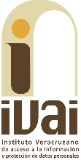 ivai
Instituto Veracruzano
de acceso a la información
y protección de datos personales